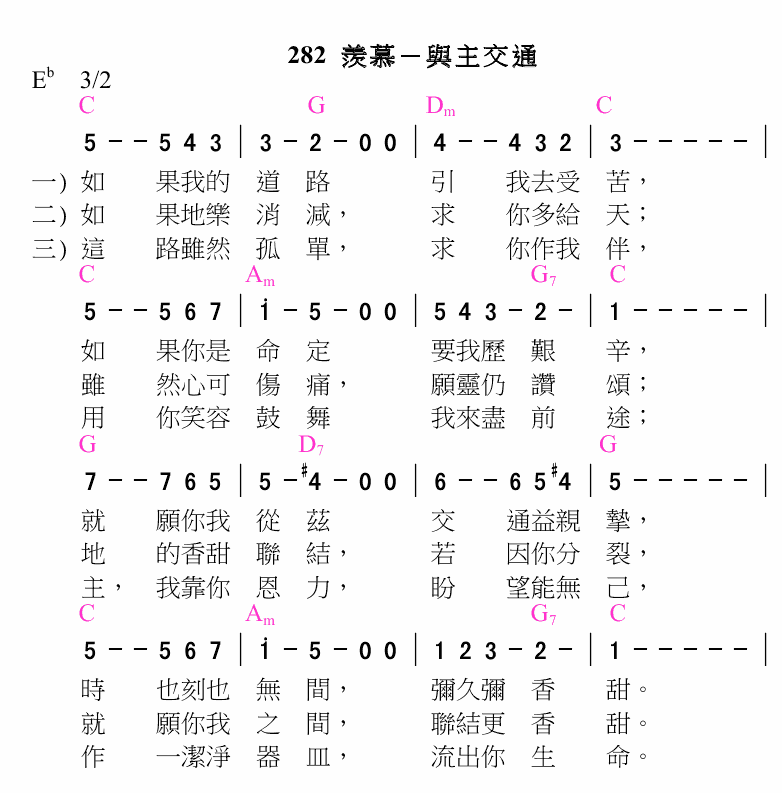 282 羨慕－與主交通
E♭ 3/2
C G Dm C
5 - - 5 4 3 | 3 - 2 - 0 0 | 4 - - 4 3 2 | 3 - - - - - |
一) 如 果我的 道 路 引 我去受 苦，
二) 如 果地樂 消 減， 求 你多給 天；
三) 這 路雖然 孤 單， 求 你作我 伴，
C Am G7 C
5 - - 5 6 7 | i - 5 - 0 0 | 5 4 3 - 2 - | 1 - - - - - |
如 果你是 命 定 要我歷 艱 辛，
雖 然心可 傷 痛， 願靈仍 讚 頌；
用 你笑容 鼓 舞 我來盡 前 途；
G D7 G
7 - - 7 6 5 | 5 - #4 - 0 0 | 6 - - 6 5 #4 | 5 - - - - - |
就 願你我 從 茲 交 通益親 摯，
地 的香甜 聯 結， 若 因你分 裂，
主， 我靠你 恩 力， 盼 望能無 己，
C Am G7 C
5 - - 5 6 7 | i - 5 - 0 0 | 1 2 3 - 2 - | 1 - - - - - |
時 也刻也 無 間， 彌久彌 香 甜。
就 願你我 之 間， 聯結更 香 甜。
作 一潔淨 器 皿， 流出你 生 命。